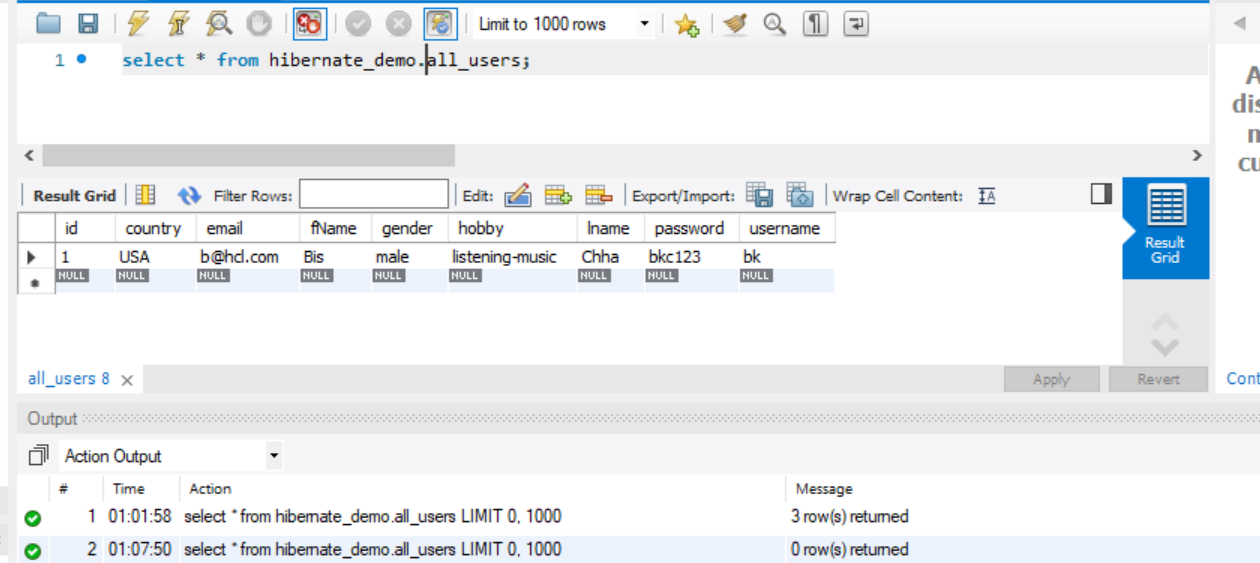 Limit to 1000 rows
1 select * from hibernate_demo.all_users;
Result Grid Filter Rows: Edit: Export/Import: Wrap Cell Content:
id country email fName gender hobby lname password username
1 USA b@hcl.com Bis male listening-music Chha bkc123 bk
NULL NULL NULL NULL NULL NULL NULL NULL NULL
Result
Grid
all_users 8
Apply Revert
Output
Action Output
# Time Action Message
1 01:01:58 select * from hibernate_demo.all_users LIMIT 0, 1000 3 row(s) returned
2 01:07:50 select * from hibernate_demo.all_users LIMIT 0, 1000 0 row(s) returned